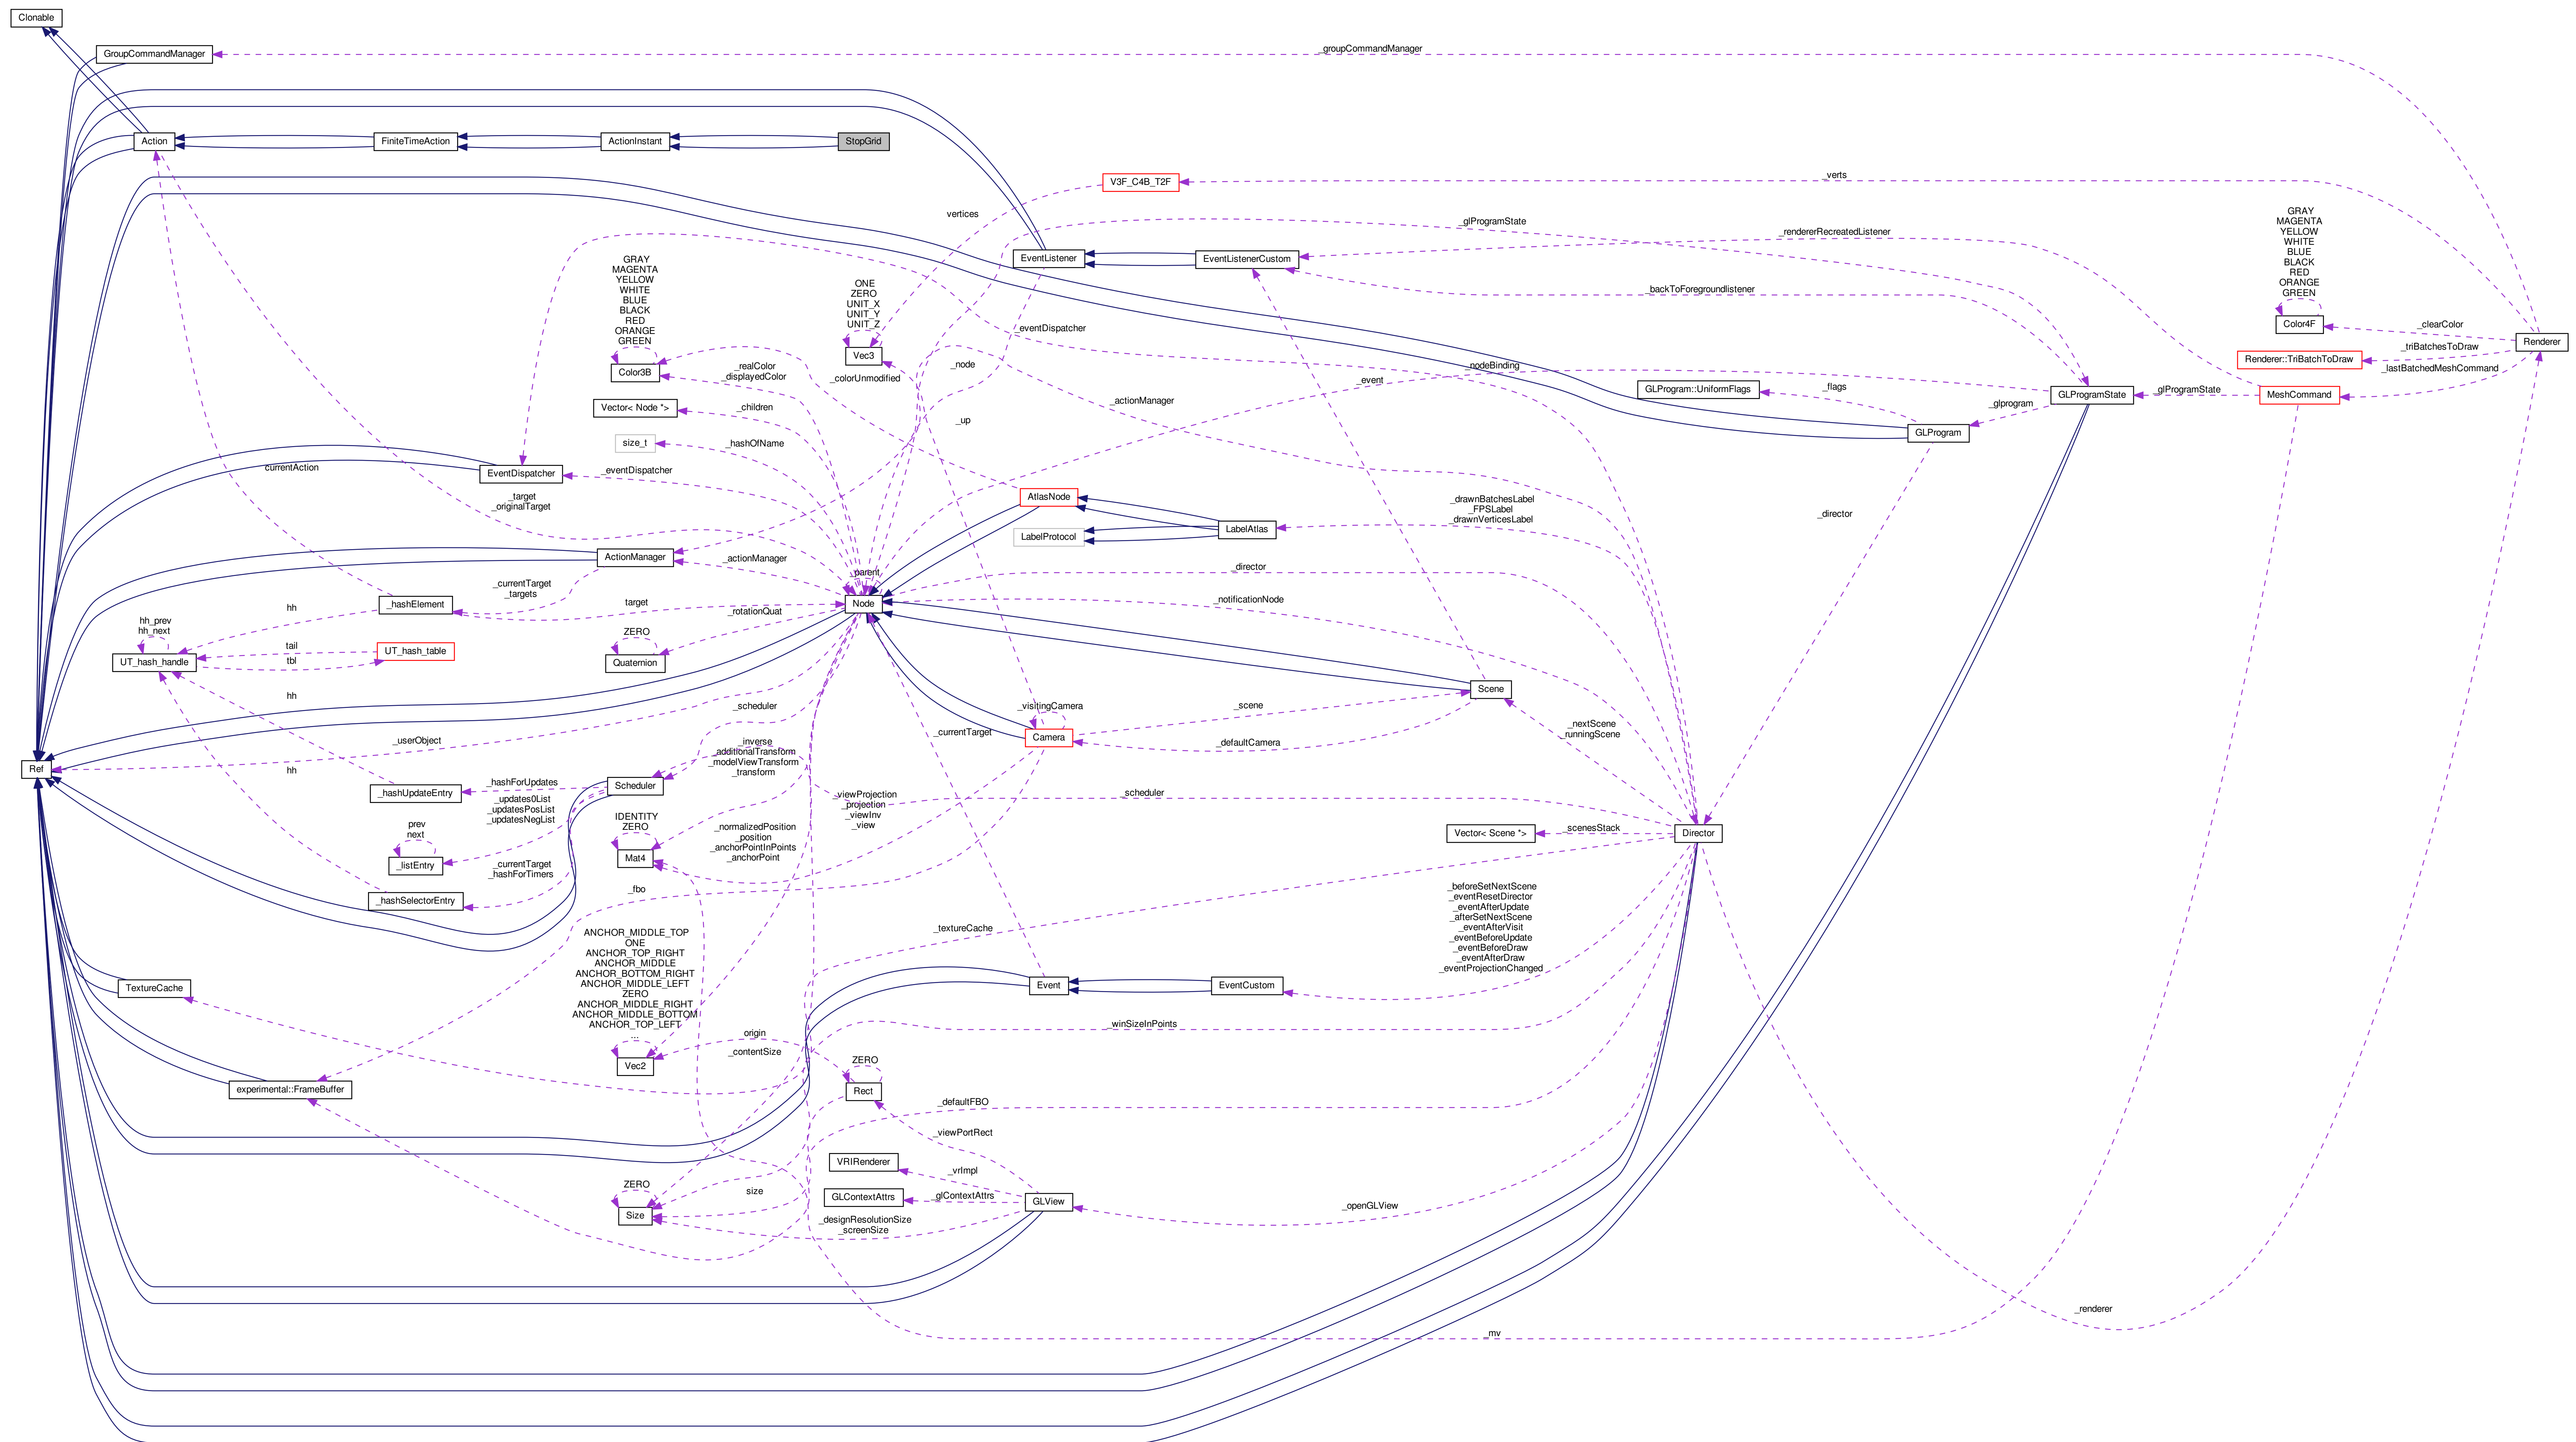 Clonable
GroupCommandManager
_groupCommandManager
Action
FiniteTimeAction
ActionInstant
StopGrid
V3F_C4B_T2F
_verts
vertices
_glProgramState
_rendererRecreatedListener
GRAY
MAGENTA
YELLOW
WHITE
BLUE
BLACK
RED
ORANGE
GREEN
Color4F
EventListener
EventListenerCustom
_backToForegroundlistener
GRAY
MAGENTA
YELLOW
WHITE
BLUE
BLACK
RED
ORANGE
GREEN
Color3B
ONE
ZERO
UNIT_X
UNIT_Y
UNIT_Z
Vec3
_eventDispatcher
_clearColor
Renderer
_triBatchesToDraw
Renderer::TriBatchToDraw
_lastBatchedMeshCommand
_realColor
_displayedColor
_colorUnmodified
_node
_nodeBinding
_event
_actionManager
GLProgram::UniformFlags
_flags
GLProgramState
_glProgramState
MeshCommand
_glprogram
GLProgram
Vector< Node *>
_children
_up
size_t
_hashOfName
currentAction
EventDispatcher
_eventDispatcher
_target
_originalTarget
AtlasNode
_drawnBatchesLabel
_FPSLabel
_drawnVerticesLabel
LabelAtlas
LabelProtocol
_director
ActionManager
_actionManager
_parent
_director
_currentTarget
_targets
_hashElement
target
Node
_notificationNode
hh
_rotationQuat
hh_prev
hh_next
UT_hash_handle
tail
tbl
UT_hash_table
ZERO
Quaternion
hh
_scheduler
_visitingCamera
_scene
Scene
_userObject
Camera
_currentTarget
_defaultCamera
_nextScene
_runningScene
_inverse
_additionalTransform
_modelViewTransform
_transform
Ref
hh
_hashForUpdates
Scheduler
_hashUpdateEntry
_viewProjection
_projection
_viewInv
_view
_scheduler
_updates0List
_updatesPosList
_updatesNegList
prev
next
_listEntry
IDENTITY
ZERO
Mat4
_normalizedPosition
_position
_anchorPointInPoints
_anchorPoint
Vector< Scene *>
_scenesStack
Director
_currentTarget
_hashForTimers
_hashSelectorEntry
_fbo
_beforeSetNextScene
_eventResetDirector
_eventAfterUpdate
_afterSetNextScene
_eventAfterVisit
_eventBeforeUpdate
_eventBeforeDraw
_eventAfterDraw
_eventProjectionChanged
_textureCache
ANCHOR_MIDDLE_TOP
ONE
ANCHOR_TOP_RIGHT
ANCHOR_MIDDLE
ANCHOR_BOTTOM_RIGHT
ANCHOR_MIDDLE_LEFT
ZERO
ANCHOR_MIDDLE_RIGHT
ANCHOR_MIDDLE_BOTTOM
ANCHOR_TOP_LEFT
...
Vec2
TextureCache
Event
EventCustom
_winSizeInPoints
origin
_contentSize
ZERO
Rect
experimental::FrameBuffer
_defaultFBO
_viewPortRect
VRIRenderer
_vrImpl
GLContextAttrs
_glContextAttrs
GLView
_openGLView
ZERO
Size
size
_designResolutionSize
_screenSize
_renderer
_mv